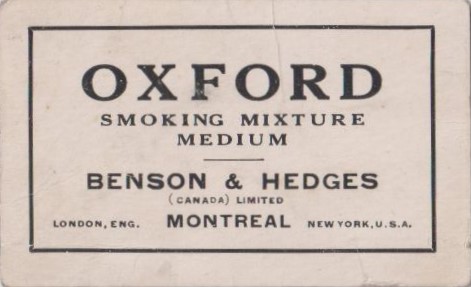 OXFORD
SMOKING MIXTURE
MEDIUM
BENSON & HEDGES
(CANADA) LIMITED
LONDON, ENG. MONTREAL NEW YORK, U.S.A.